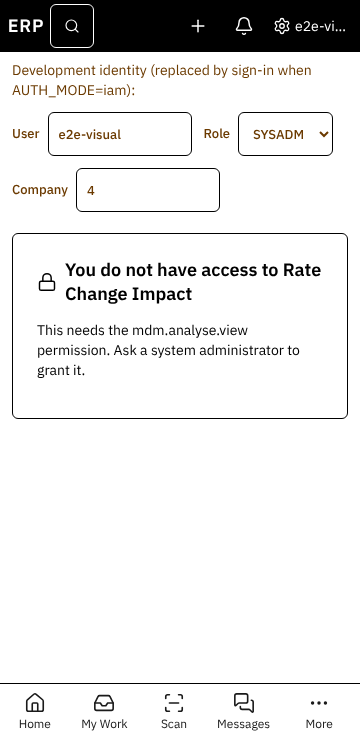 ERP
e2e-vi...
Development identity (replaced by sign-in when
AUTH_MODE=iam):
User e2e-visual Role SYSADM
Company 4
You do not have access to Rate
Change Impact
This needs the mdm.analyse.view
permission. Ask a system administrator to
grant it.
Home My Work Scan Messages More